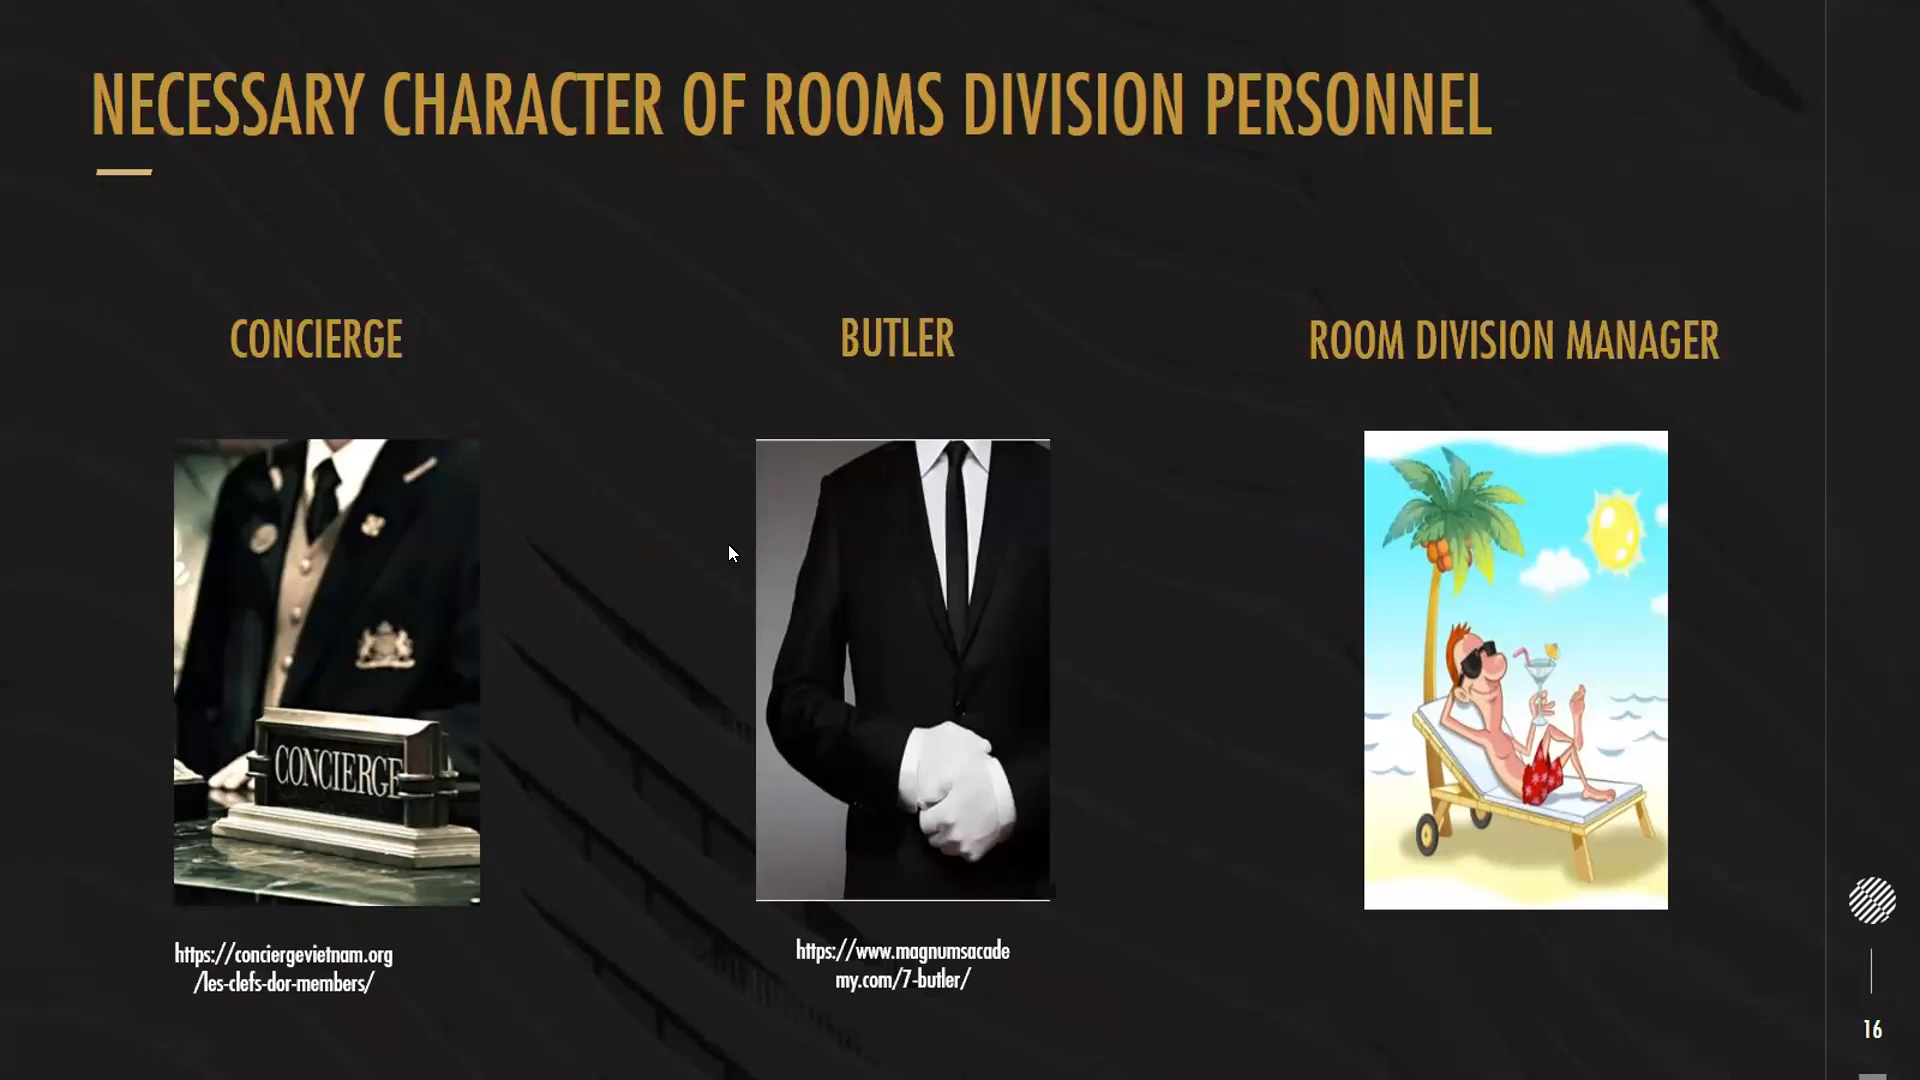 NECESSARY CHARACTER OF ROOMS DIVISION PERSONNEL
CONCIERGE
BUTLER
ROOM DIVISION MANAGER
CONCIERGE
https://conciergevietnam.org
/les-clefs-dor-members/
https://www.magnumsacade
my.com/7-butler/
16